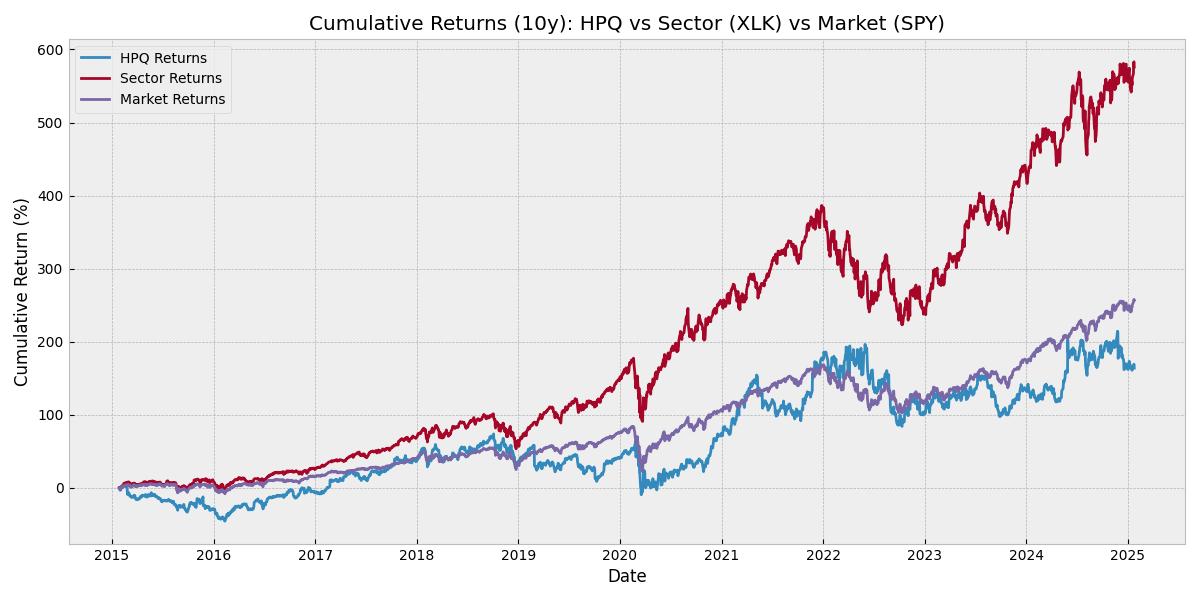 Cumulative Returns (10y): HPQ vs Sector (XLK) vs Market (SPY)
HPQ Returns
Sector Returns
Market Returns
Cumulative Return (%)
600
500
400
300
200
100
0
2015 2016 2017 2018 2019 2020 2021 2022 2023 2024 2025
Date